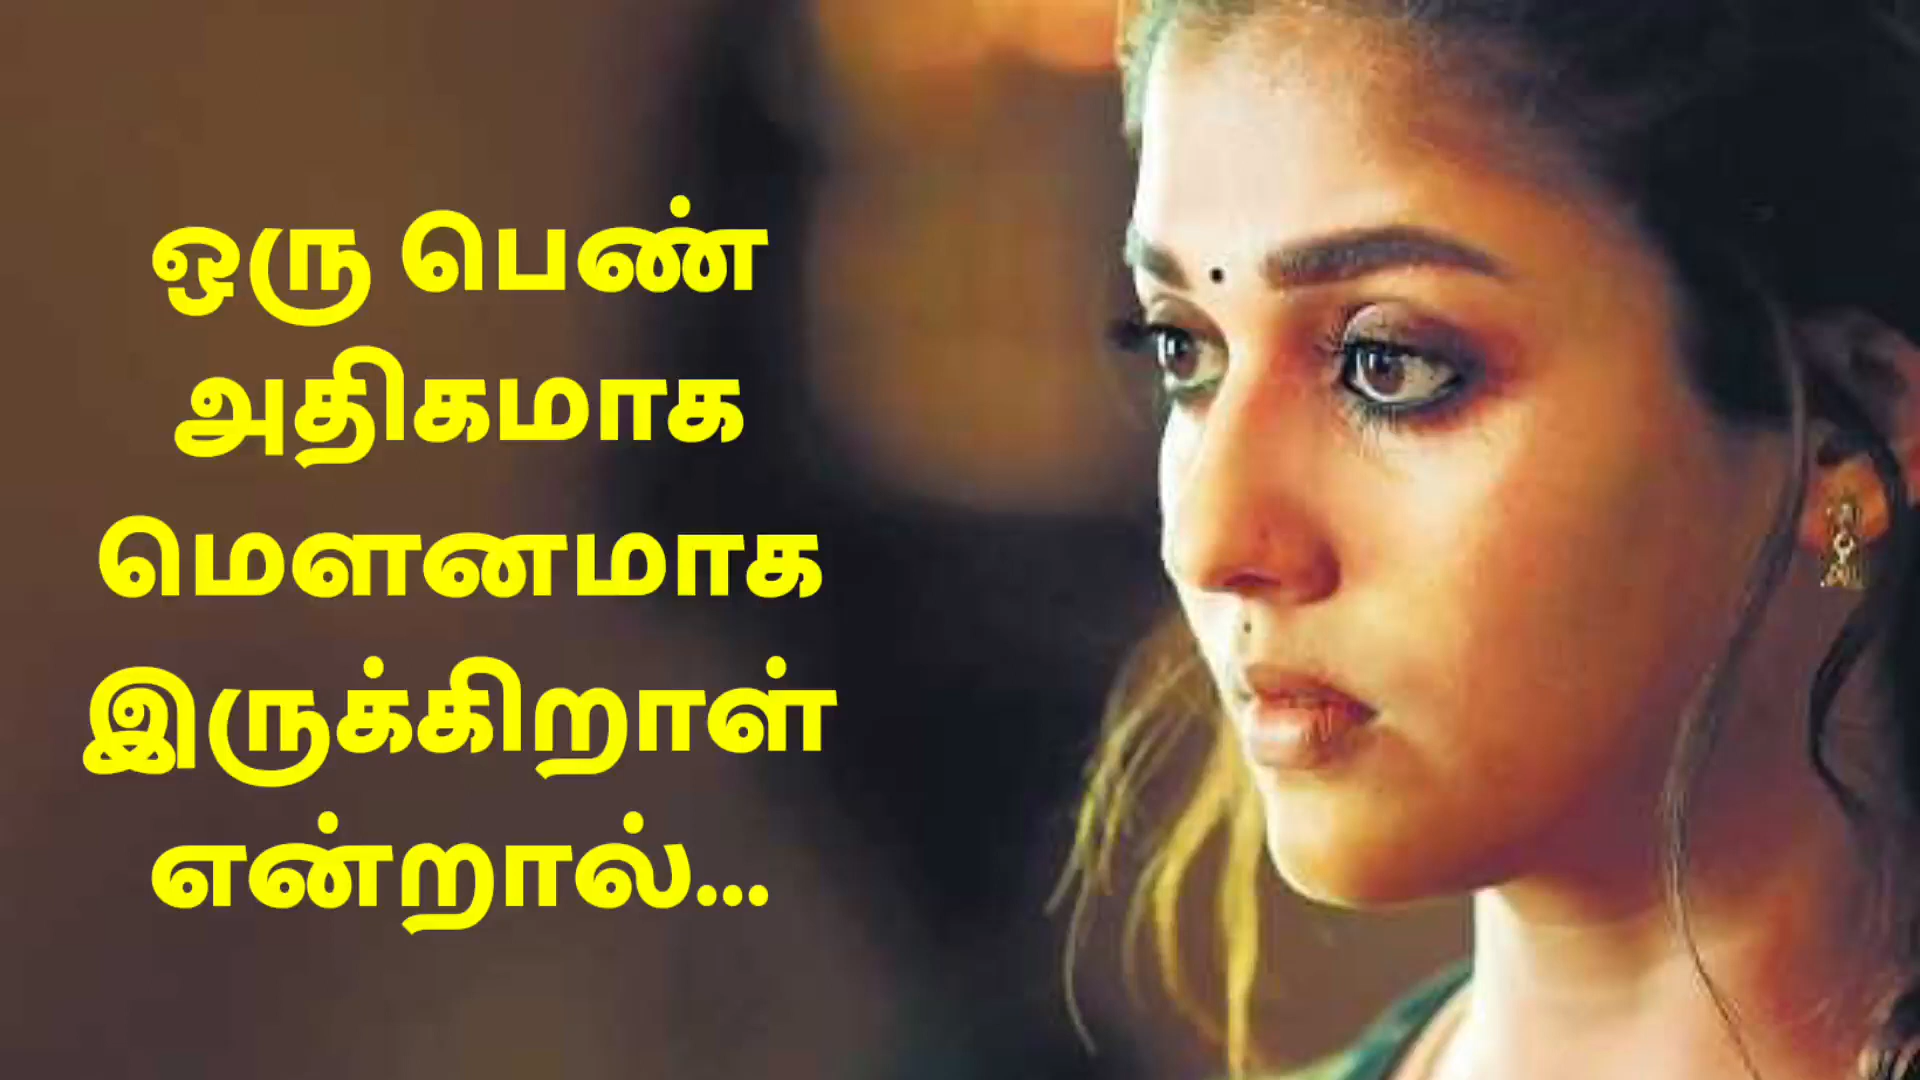 ஒரு பெண்
அதிகமாக
மௌனமாக
இருக்கிறாள்
என்றால்...